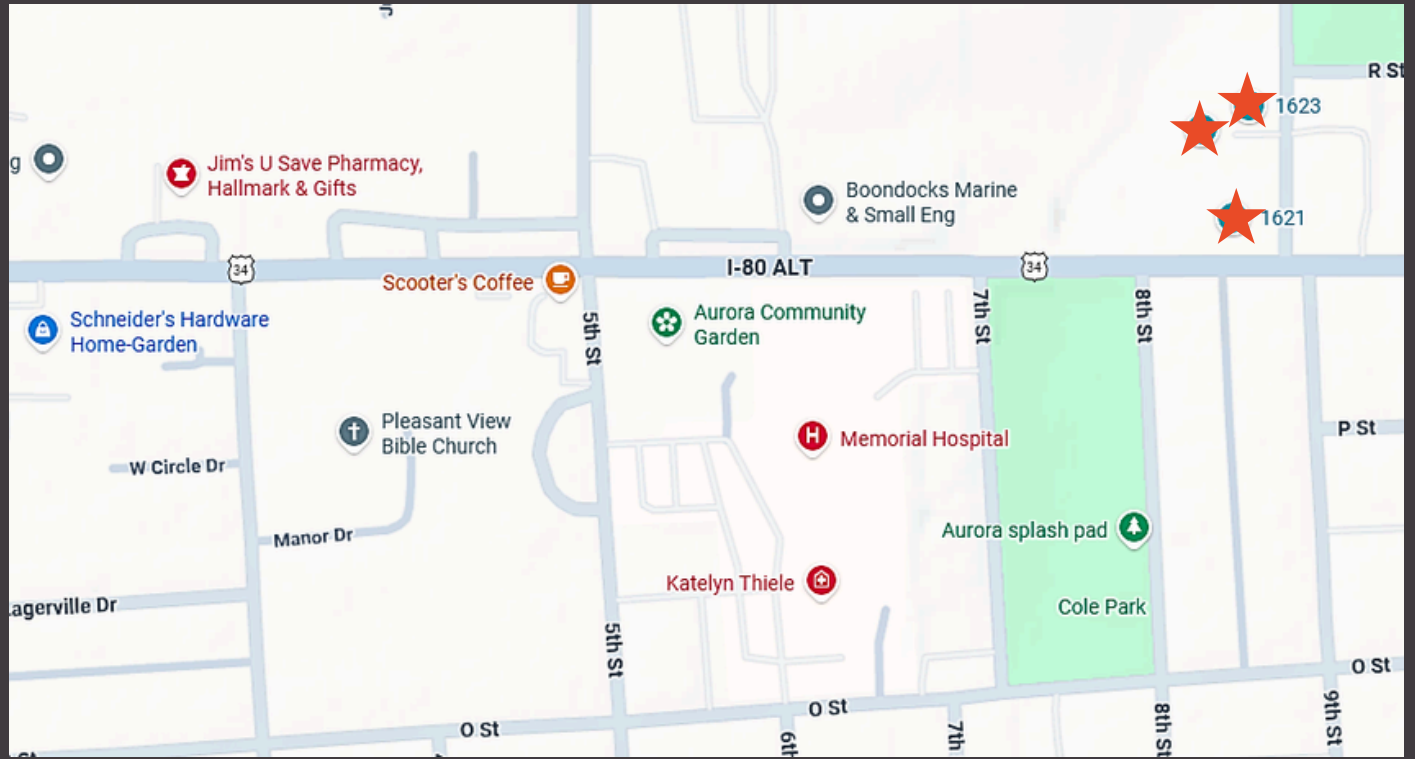 R St
1623
g
Jim's U Save Pharmacy,
Hallmark & Gifts
Boondocks Marine
& Small Eng
1621
34
I-80 ALT
34
Scooter's Coffee
Schneider's Hardware
Home-Garden
5th St
Aurora Community
Garden
7th St
8th St
Pleasant View
Bible Church
Memorial Hospital
P St
W Circle Dr
Manor Dr
Aurora splash pad
Katelyn Thiele
Lagerville Dr
Cole Park
5th St
O St
O St
O St
6th
7th
8th St
9th St